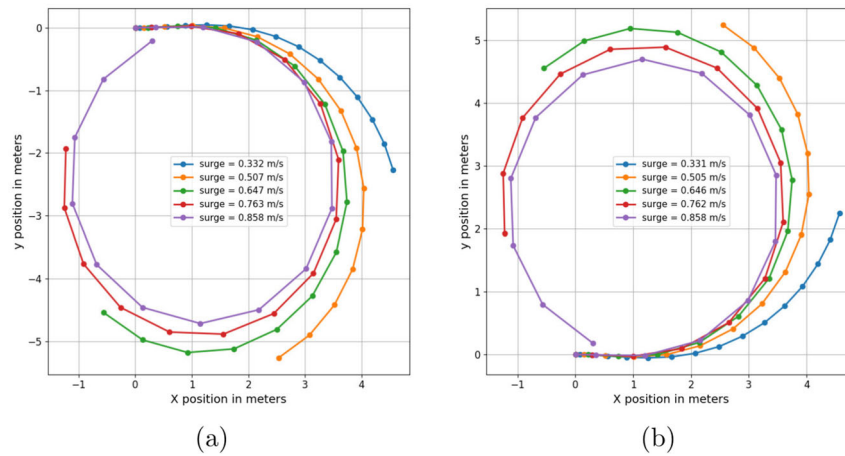 0
−1
−2
−3
−4
−5
y position in meters
surge = 0.332 m/s
surge = 0.507 m/s
surge = 0.647 m/s
surge = 0.763 m/s
surge = 0.858 m/s
−1 0 1 2 3 4
X position in meters
(a)
5
4
3
2
1
0
y position in meters
surge = 0.331 m/s
surge = 0.505 m/s
surge = 0.646 m/s
surge = 0.762 m/s
surge = 0.858 m/s
−1 0 1 2 3 4
X position in meters
(b)